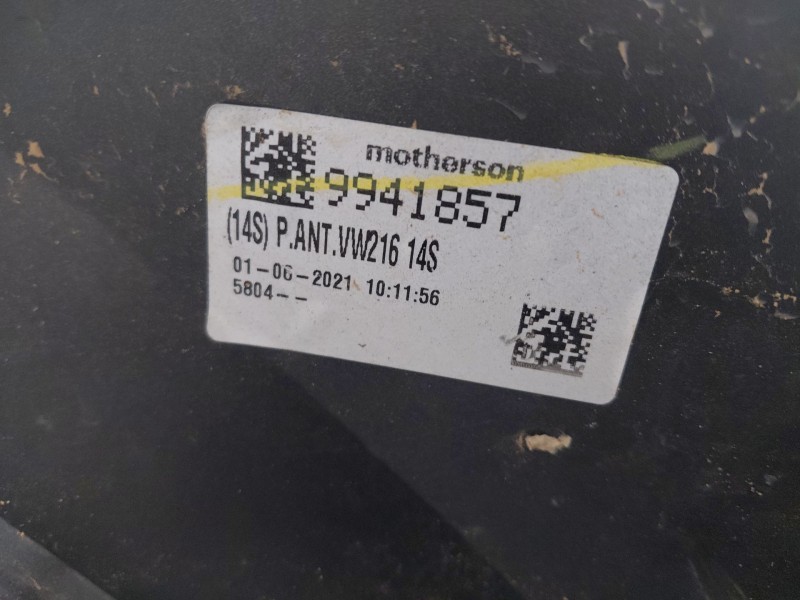 motherson
9941857
(14S) P.ANT.VW216 14S
01-06-2021 10:11:56
5804--